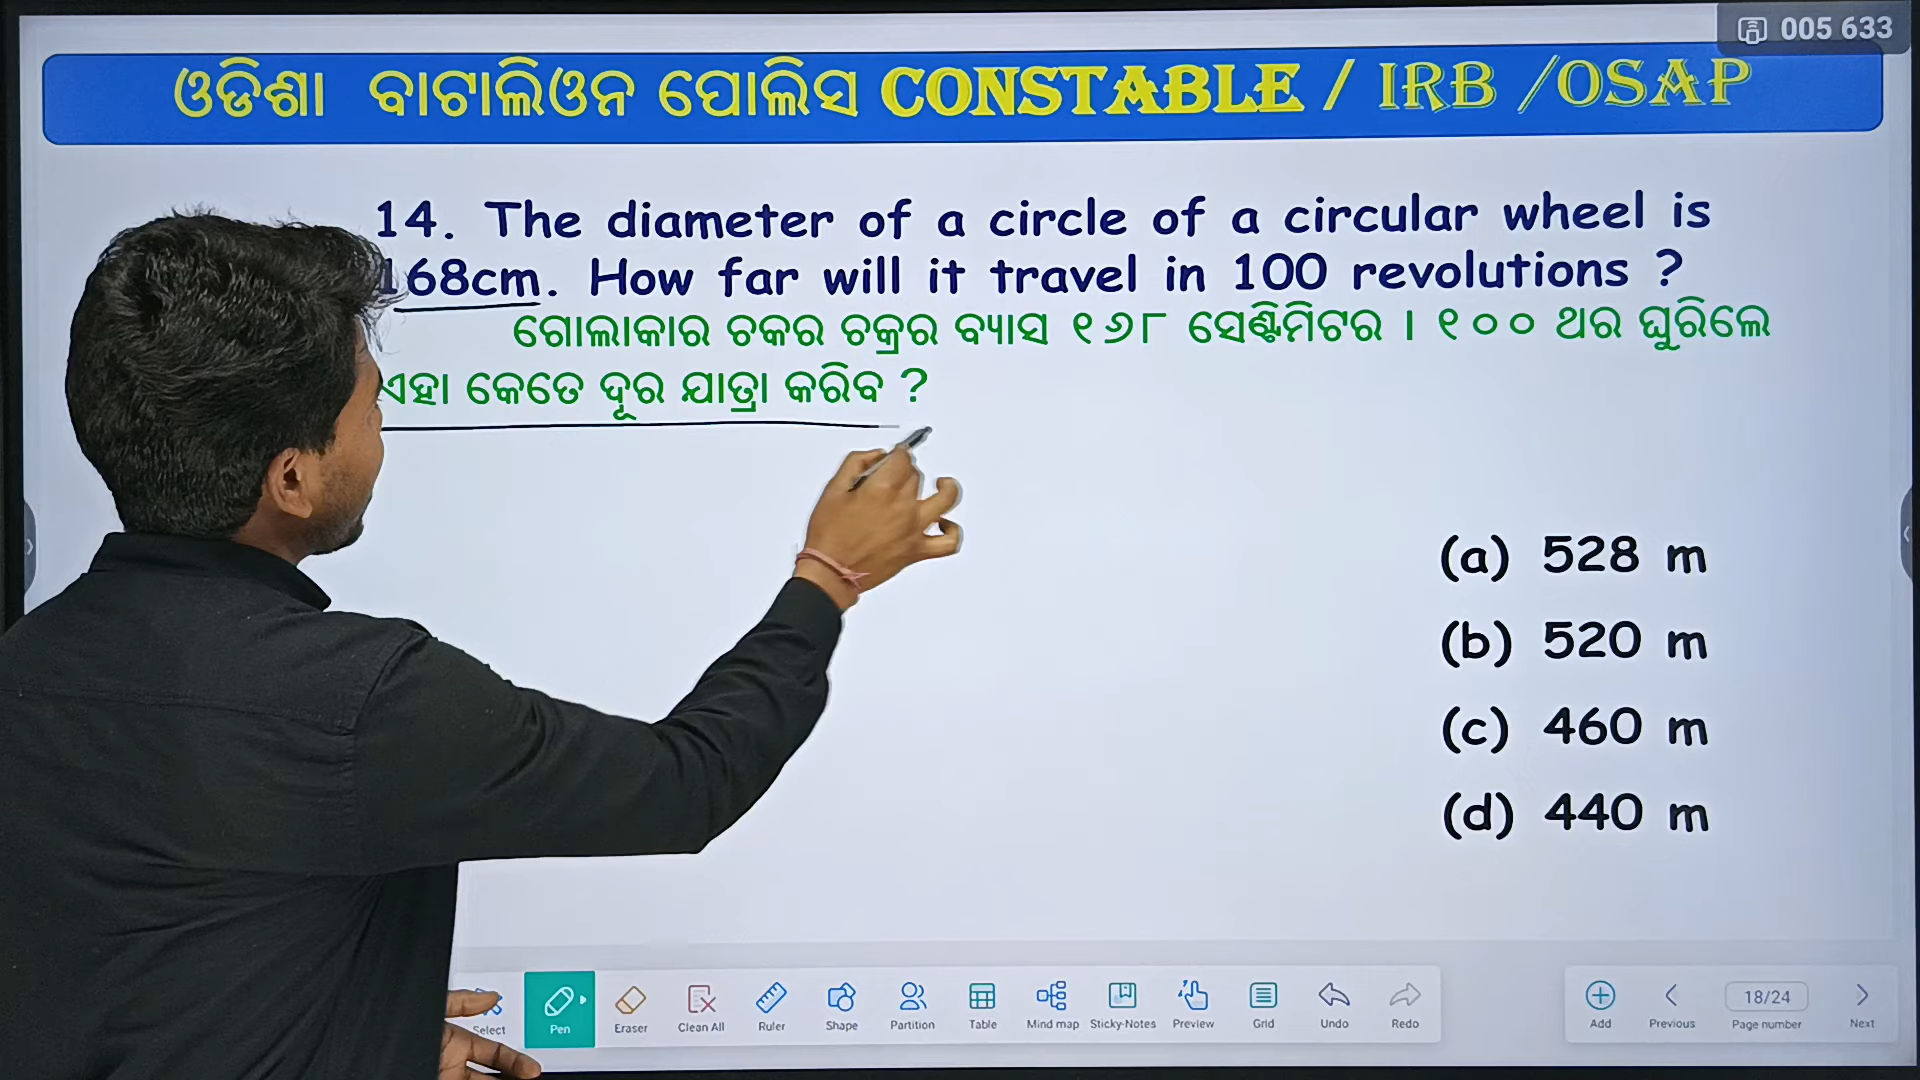 005 633
ଓଡିଶା ବାଟାଲିଓନ ପୋଲିସ CONSTABLE / IRB /OSAP
14. The diameter of a circle of a circular wheel is
168cm. How far will it travel in 100 revolutions ?
ଗୋଲାକାର ଚକର ଚକ୍ରର ବ୍ୟାସ ୧୬୮ ସେଣ୍ଟିମିଟର । ୧୦୦ ଥର ଘୁରିଲେ
ଏହା କେତେ ଦୂର ଯାତ୍ରା କରିବ ?
(a) 528 m
(b) 520 m
(c) 460 m
(d) 440 m
Select Pen Eraser Clean All Ruler Shape Partition Table Mind map Sticky-Notes Preview Grid Undo Redo Add Previous 18/24 Page number Next